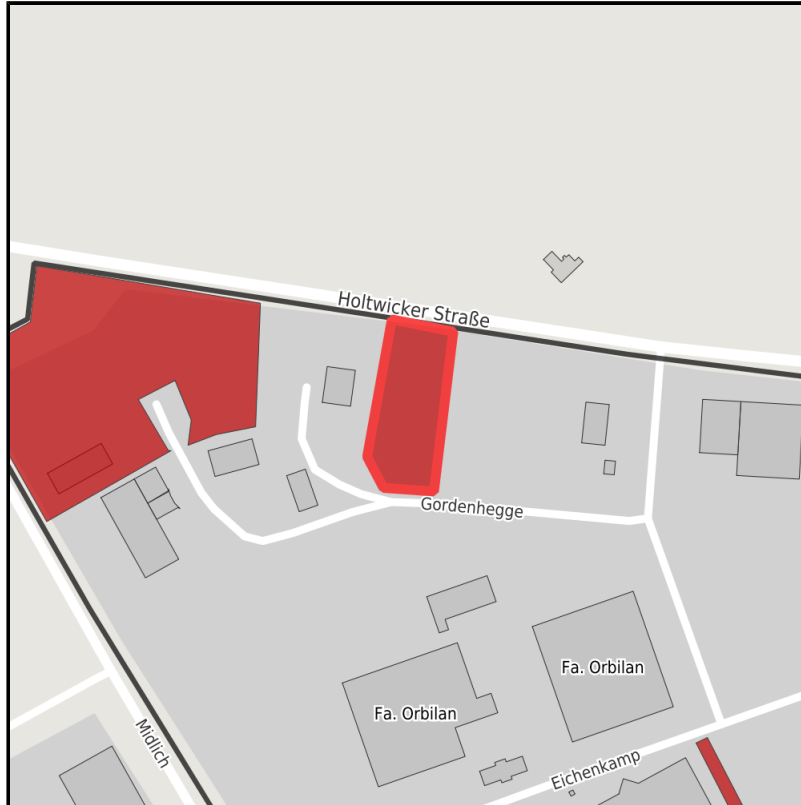 Holtwicker Straße
Gordenhegge
Fa. Orbilan
Fa. Orbilan
Midlich
Eichenkamp